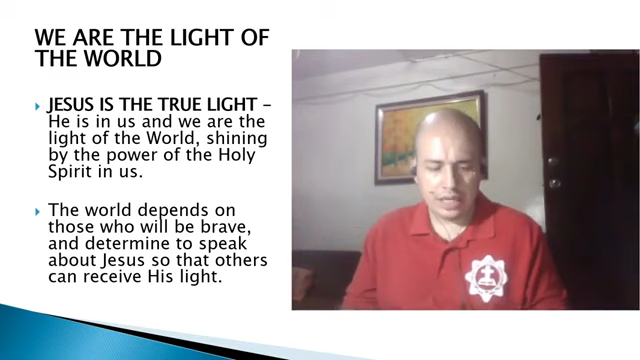 WE ARE THE LIGHT OF
THE WORLD
JESUS IS THE TRUE LIGHT –
He is in us and we are the
light of the World, shining
by the power of the Holy
Spirit in us.
The world depends on
those who will be brave,
and determine to speak
about Jesus so that others
can receive His light.